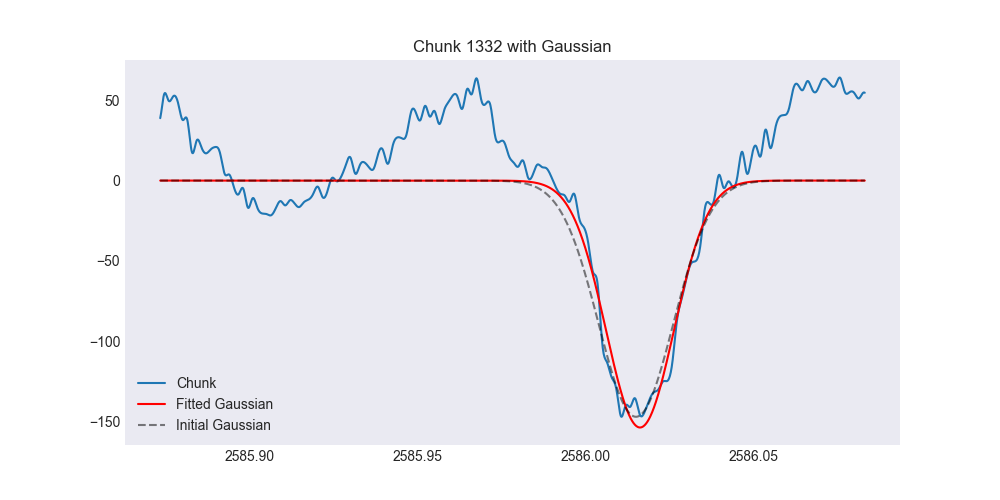 Chunk 1332 with Gaussian
50
0
−50
−100
−150
Chunk
Fitted Gaussian
Initial Gaussian
2585.90 2585.95 2586.00 2586.05